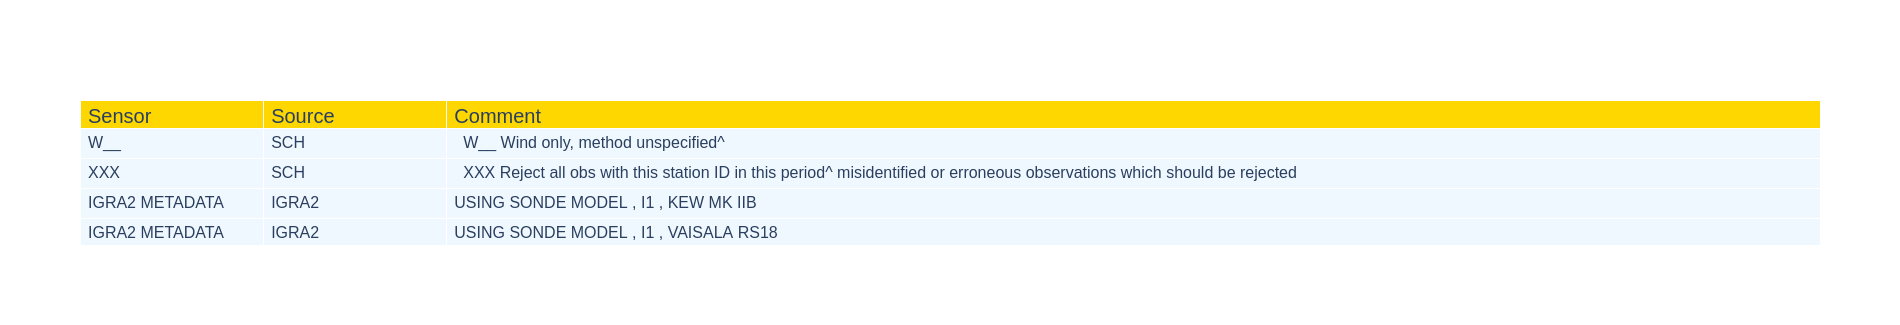 Sensor Source Comment
W__ SCH W__ Wind only, method unspecified^
XXX SCH XXX Reject all obs with this station ID in this period^ misidentified or erroneous observations which should be rejected
IGRA2 METADATA IGRA2 USING SONDE MODEL , I1 , KEW MK IIB
IGRA2 METADATA IGRA2 USING SONDE MODEL , I1 , VAISALA RS18